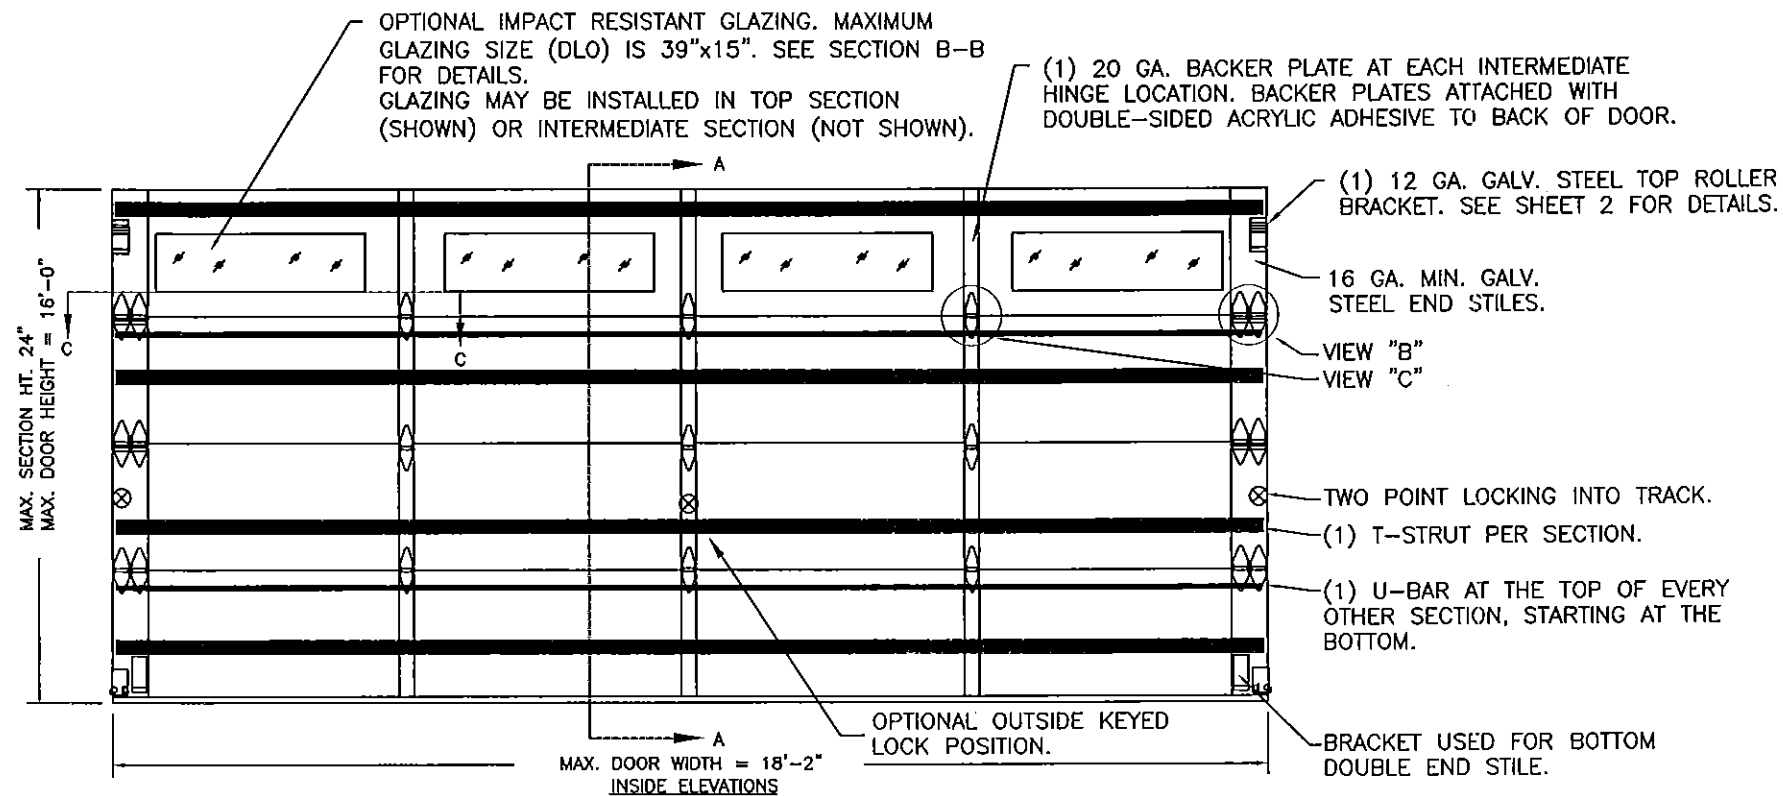 OPTIONAL IMPACT RESISTANT GLAZING. MAXIMUM
GLAZING SIZE (DLO) IS 39"x15". SEE SECTION B-B
FOR DETAILS.
GLAZING MAY BE INSTALLED IN TOP SECTION
(SHOWN) OR INTERMEDIATE SECTION (NOT SHOWN).
(1) 20 GA. BACKER PLATE AT EACH INTERMEDIATE
HINGE LOCATION. BACKER PLATES ATTACHED WITH
DOUBLE-SIDED ACRYLIC ADHESIVE TO BACK OF DOOR.
A
(1) 12 GA. GALV. STEEL TOP ROLLER
BRACKET. SEE SHEET 2 FOR DETAILS.
16 GA. MIN. GALV.
STEEL END STILES.
MAX. SECTION HT. 24"
MAX. DOOR HEIGHT = 16'-0"
C
C
VIEW "B"
VIEW "C"
TWO POINT LOCKING INTO TRACK.
(1) T-STRUT PER SECTION.
(1) U-BAR AT THE TOP OF EVERY
OTHER SECTION, STARTING AT THE
BOTTOM.
OPTIONAL OUTSIDE KEYED
LOCK POSITION.
A
BRACKET USED FOR BOTTOM
DOUBLE END STILE.
MAX. DOOR WIDTH = 18'-2"
INSIDE ELEVATIONS